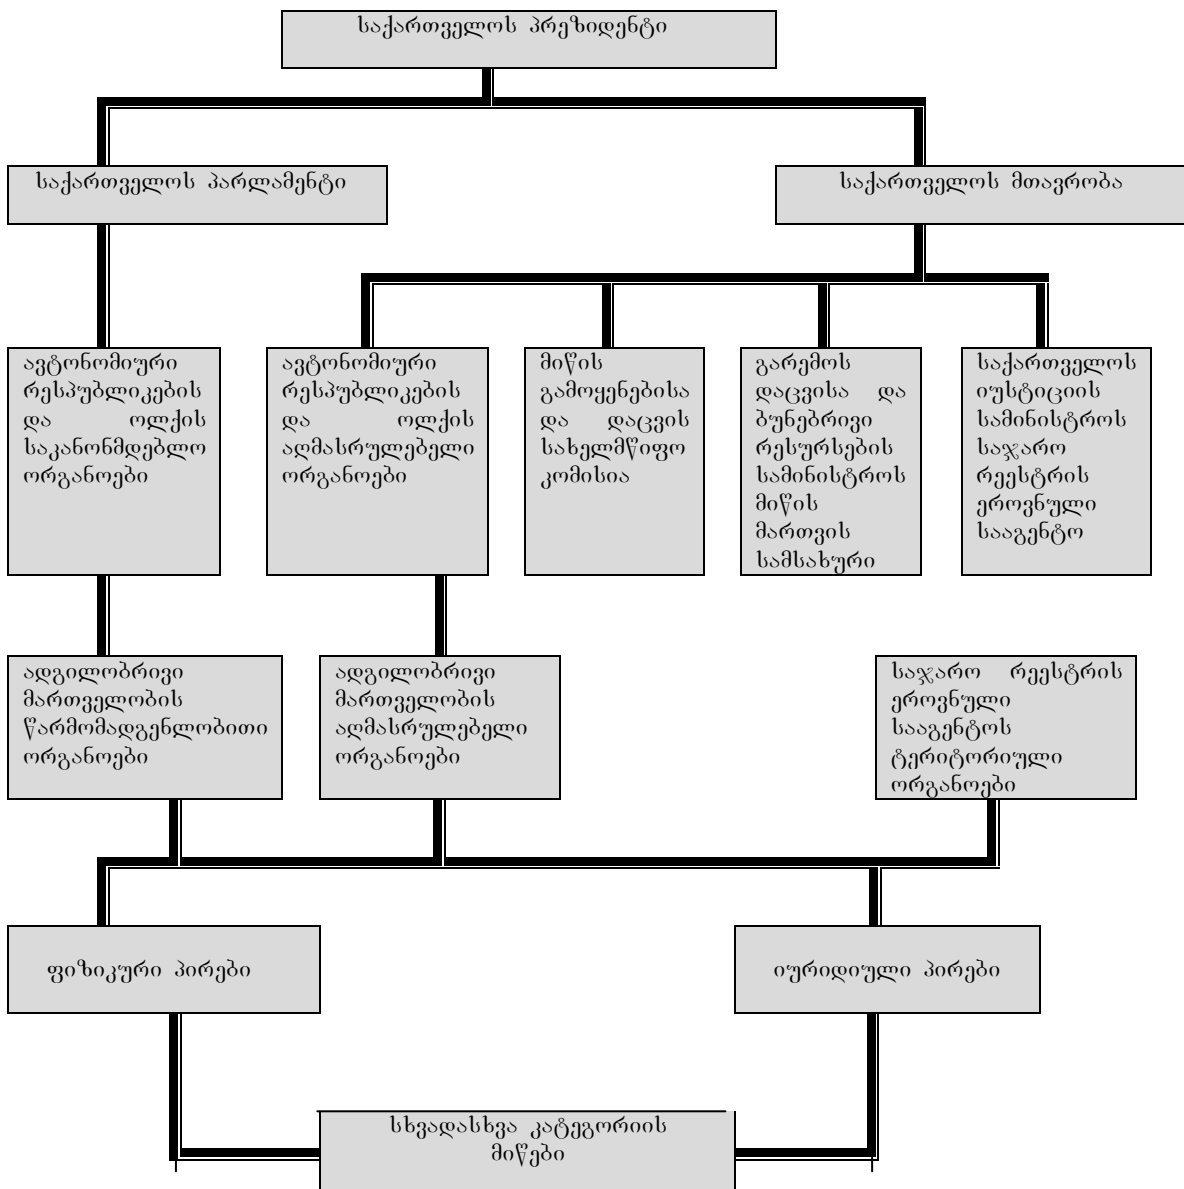 საქართველოს პრეზიდენტი
საქართველოს პარლამენტი
საქართველოს მთავრობა
ავტონომიური
რესპუბლიკების
და ოლქის
საკანონმდებლო
ორგანოები
ავტონომიური
რესპუბლიკების
და ოლქის
აღმასრულებელი
ორგანოები
მიწის
გამოყენებისა
და დაცვის
სახელმწიფო
კომისია
გარემოს
დაცვისა და
ბუნებრივი
რესურსების
სამინისტროს
მიწის
მართვის
სამსახური
საქართველოს
იუსტიციის
სამინისტროს
საჯარო
რეესტრის
ეროვნული
სააგენტო
ადგილობრივი
მართველობის
წარმომადგენლობითი
ორგანოები
ადგილობრივი
მართველობის
აღმასრულებელი
ორგანოები
საჯარო რეესტრის
ეროვნული
სააგენტოს
ტერიტორიული
ორგანოები
ფიზიკური პირები
იურიდიული პირები
სხვადასხვა კატეგორიის
მიწები